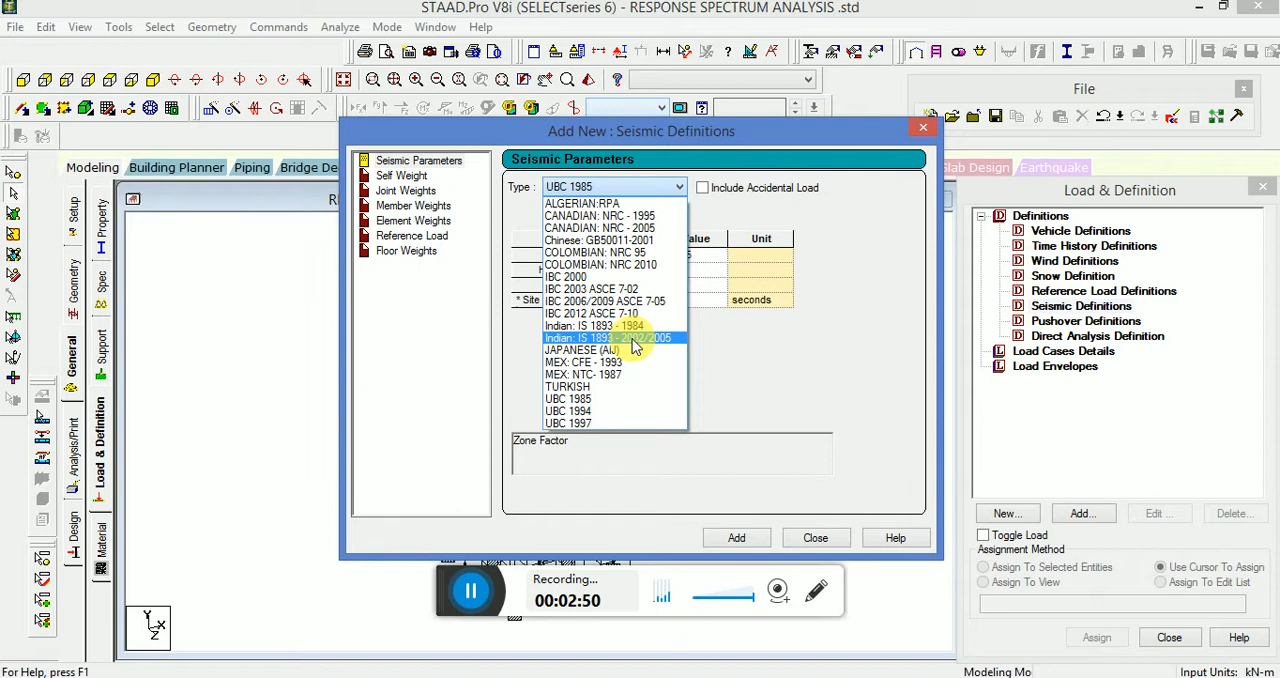 STAAD.Pro V8i (SELECTseries 6) - RESPONSE SPECTRUM ANALYSIS .std
File Edit View Tools Select Geometry Commands Analyze Mode Window Help
File
Modeling Building Planner Piping Bridge De lab Design Earthquake
Setup
Geometry
General
Analysis/Print
Design
Property
Spec
Support
Load & Definition
Material
Add New : Seismic Definitions
Seismic Parameters
Self Weight
Joint Weights
Member Weights
Element Weights
Reference Load
Floor Weights
Seismic Parameters
Type : UBC 1985 Include Accidental Load
ALGERIAN:RPA
CANADIAN: NRC - 1995
CANADIAN: NRC - 2005
Chinese: GB50011-2001
COLOMBIAN: NRC 95
COLOMBIAN: NRC 2010
IBC 2000
IBC 2003 ASCE 7-02
IBC 2006/2009 ASCE 7-05
IBC 2012 ASCE 7-10
Indian: IS 1893 - 1984
Indian: IS 1893 - 2002/2005
JAPANESE (AIJ)
MEX: CFE - 1993
MEX: NTC- 1987
TURKISH
UBC 1985
UBC 1994
UBC 1997
alue Unit
* Site seconds
Zone Factor
Add Close Help
Recording...
00:02:50
Load & Definition
Definitions
Vehicle Definitions
Time History Definitions
Wind Definitions
Snow Definition
Reference Load Definitions
Seismic Definitions
Pushover Definitions
Direct Analysis Definition
Load Cases Details
Load Envelopes
New... Add... Edit ... Delete...
Toggle Load
Assignment Method
Assign To Selected Entities Use Cursor To Assign
Assign To View Assign To Edit List
Assign Close Help
Y
X
Z
For Help, press F1 Modeling Mo Input Units: kN-m